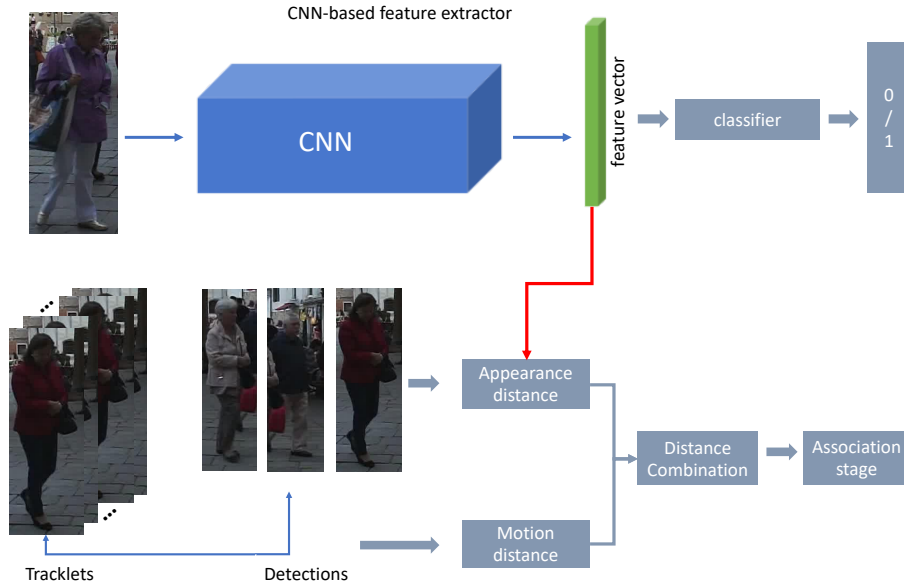 CNN-based feature extractor
CNN
feature vector
classifier
0
/
1
Appearance
distance
Distance
Combination
Association
stage
Motion
distance
Tracklets
Detections